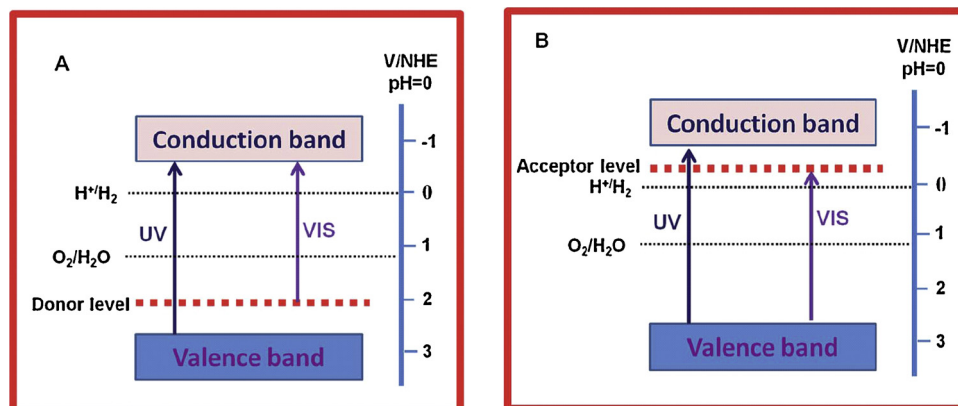 A
V/NHE
pH=0
Conduction band
-1
H⁺/H₂
0
UV
VIS
1
O₂/H₂O
Donor level
2
Valence band
3
B
V/NHE
pH=0
Conduction band
-1
Acceptor level
H⁺/H₂
0
UV
VIS
1
O₂/H₂O
2
Valence band
3